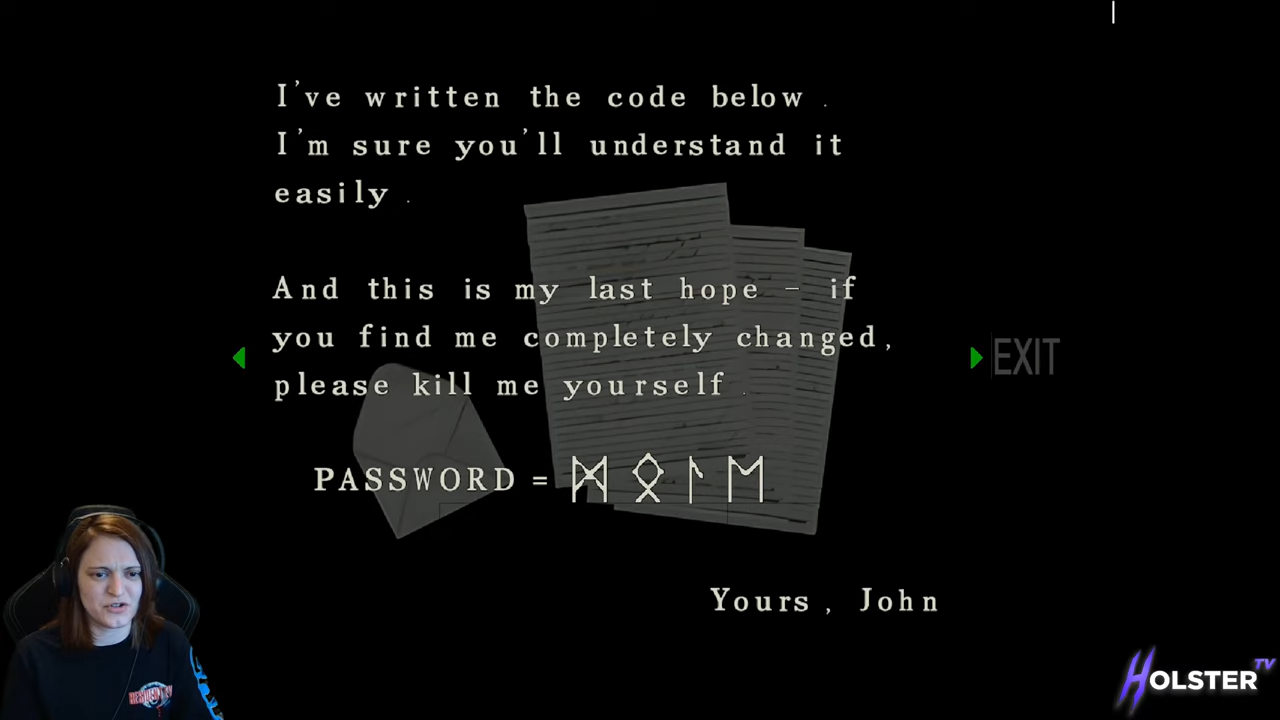 I've written the code below .
I'm sure you'll understand it
easily .
And this is my last hope – if
you find me completely changed,
please kill me yourself .
EXIT
PASSWORD = ᛗᛟᛚᛖ
Yours , John
HOLSTER TV